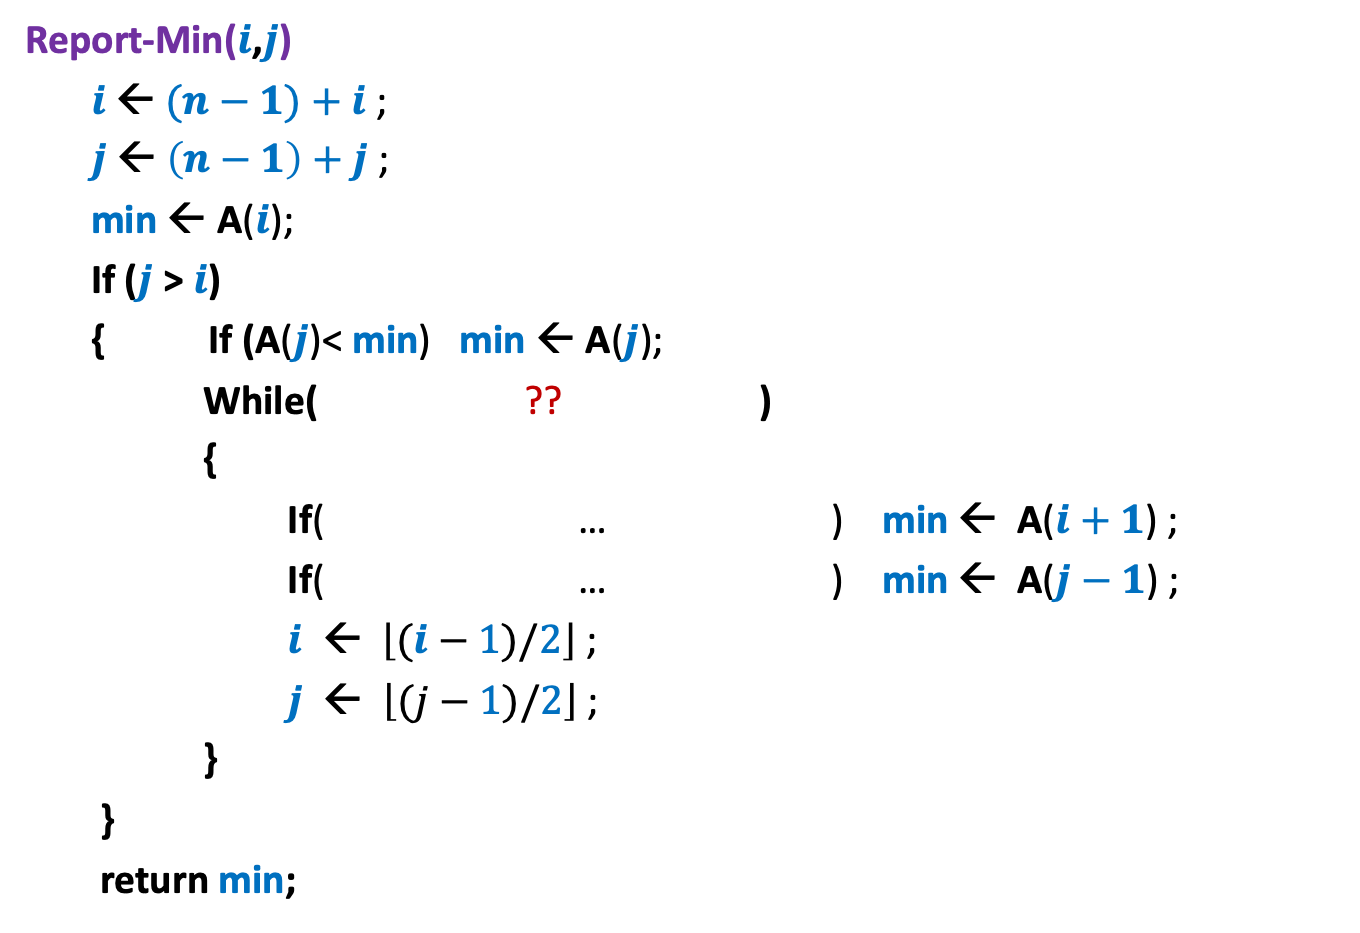 Report-Min(i,j)
i ← (n − 1) + i ;
j ← (n − 1) + j ;
min ← A(i);
If (j > i)
{ If (A(j)< min) min ← A(j);
While( ?? )
{
If( ... ) min ← A(i + 1) ;
If( ... ) min ← A(j − 1) ;
i ← ⌊(i − 1)/2⌋ ;
j ← ⌊(j − 1)/2⌋ ;
}
}
return min;